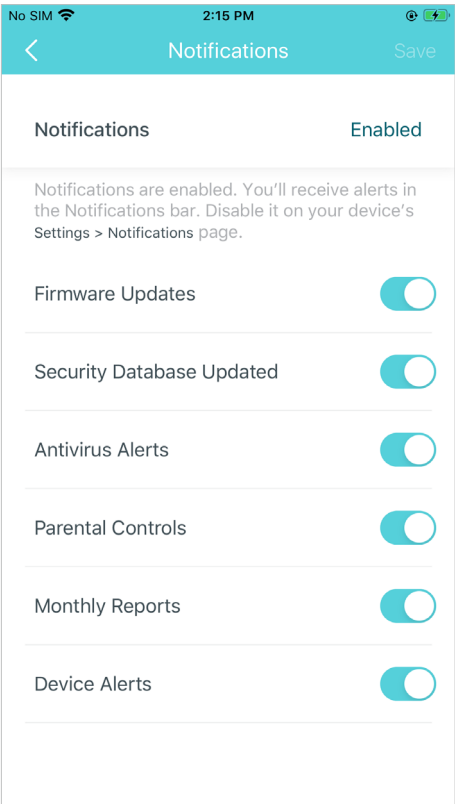 No SIM 2:15 PM
Notifications Save
Notifications Enabled
Notifications are enabled. You’ll receive alerts in
the Notifications bar. Disable it on your device’s
Settings > Notifications page.
Firmware Updates
Security Database Updated
Antivirus Alerts
Parental Controls
Monthly Reports
Device Alerts